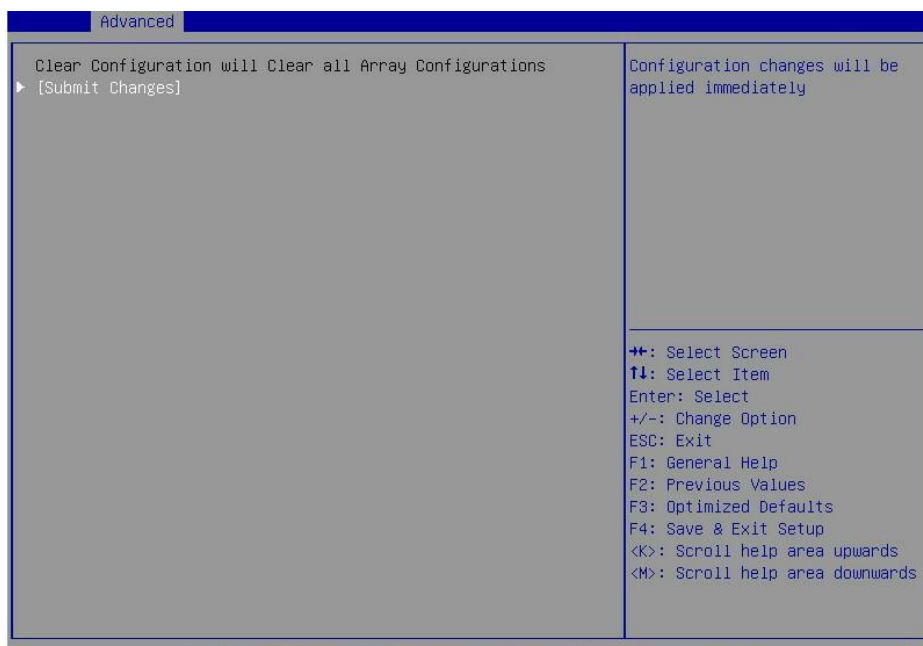 Advanced
Clear Configuration will Clear all Array Configurations
[Submit Changes]
Configuration changes will be
applied immediately
→←: Select Screen
↑↓: Select Item
Enter: Select
+/-: Change Option
ESC: Exit
F1: General Help
F2: Previous Values
F3: Optimized Defaults
F4: Save & Exit Setup
<K>: Scroll help area upwards
<M>: Scroll help area downwards